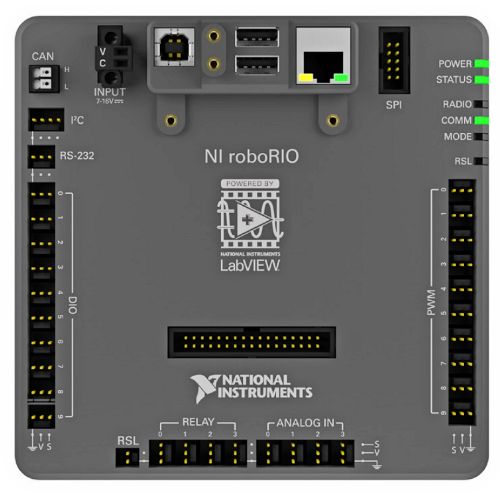 CAN
H
L
V
C
INPUT
7-16V
SPI
POWER
STATUS
RADIO
COMM
MODE
RSL
I²C
RS-232
NI roboRIO
POWERED BY
NATIONAL INSTRUMENTS
LabVIEW
DIO
0
1
2
3
4
5
6
7
8
9
V S
PWM
0
1
2
3
4
5
6
7
8
9
S V
NATIONAL
INSTRUMENTS
RSL
RELAY
0 1 2 3
ANALOG IN
0 1 2 3
S
V